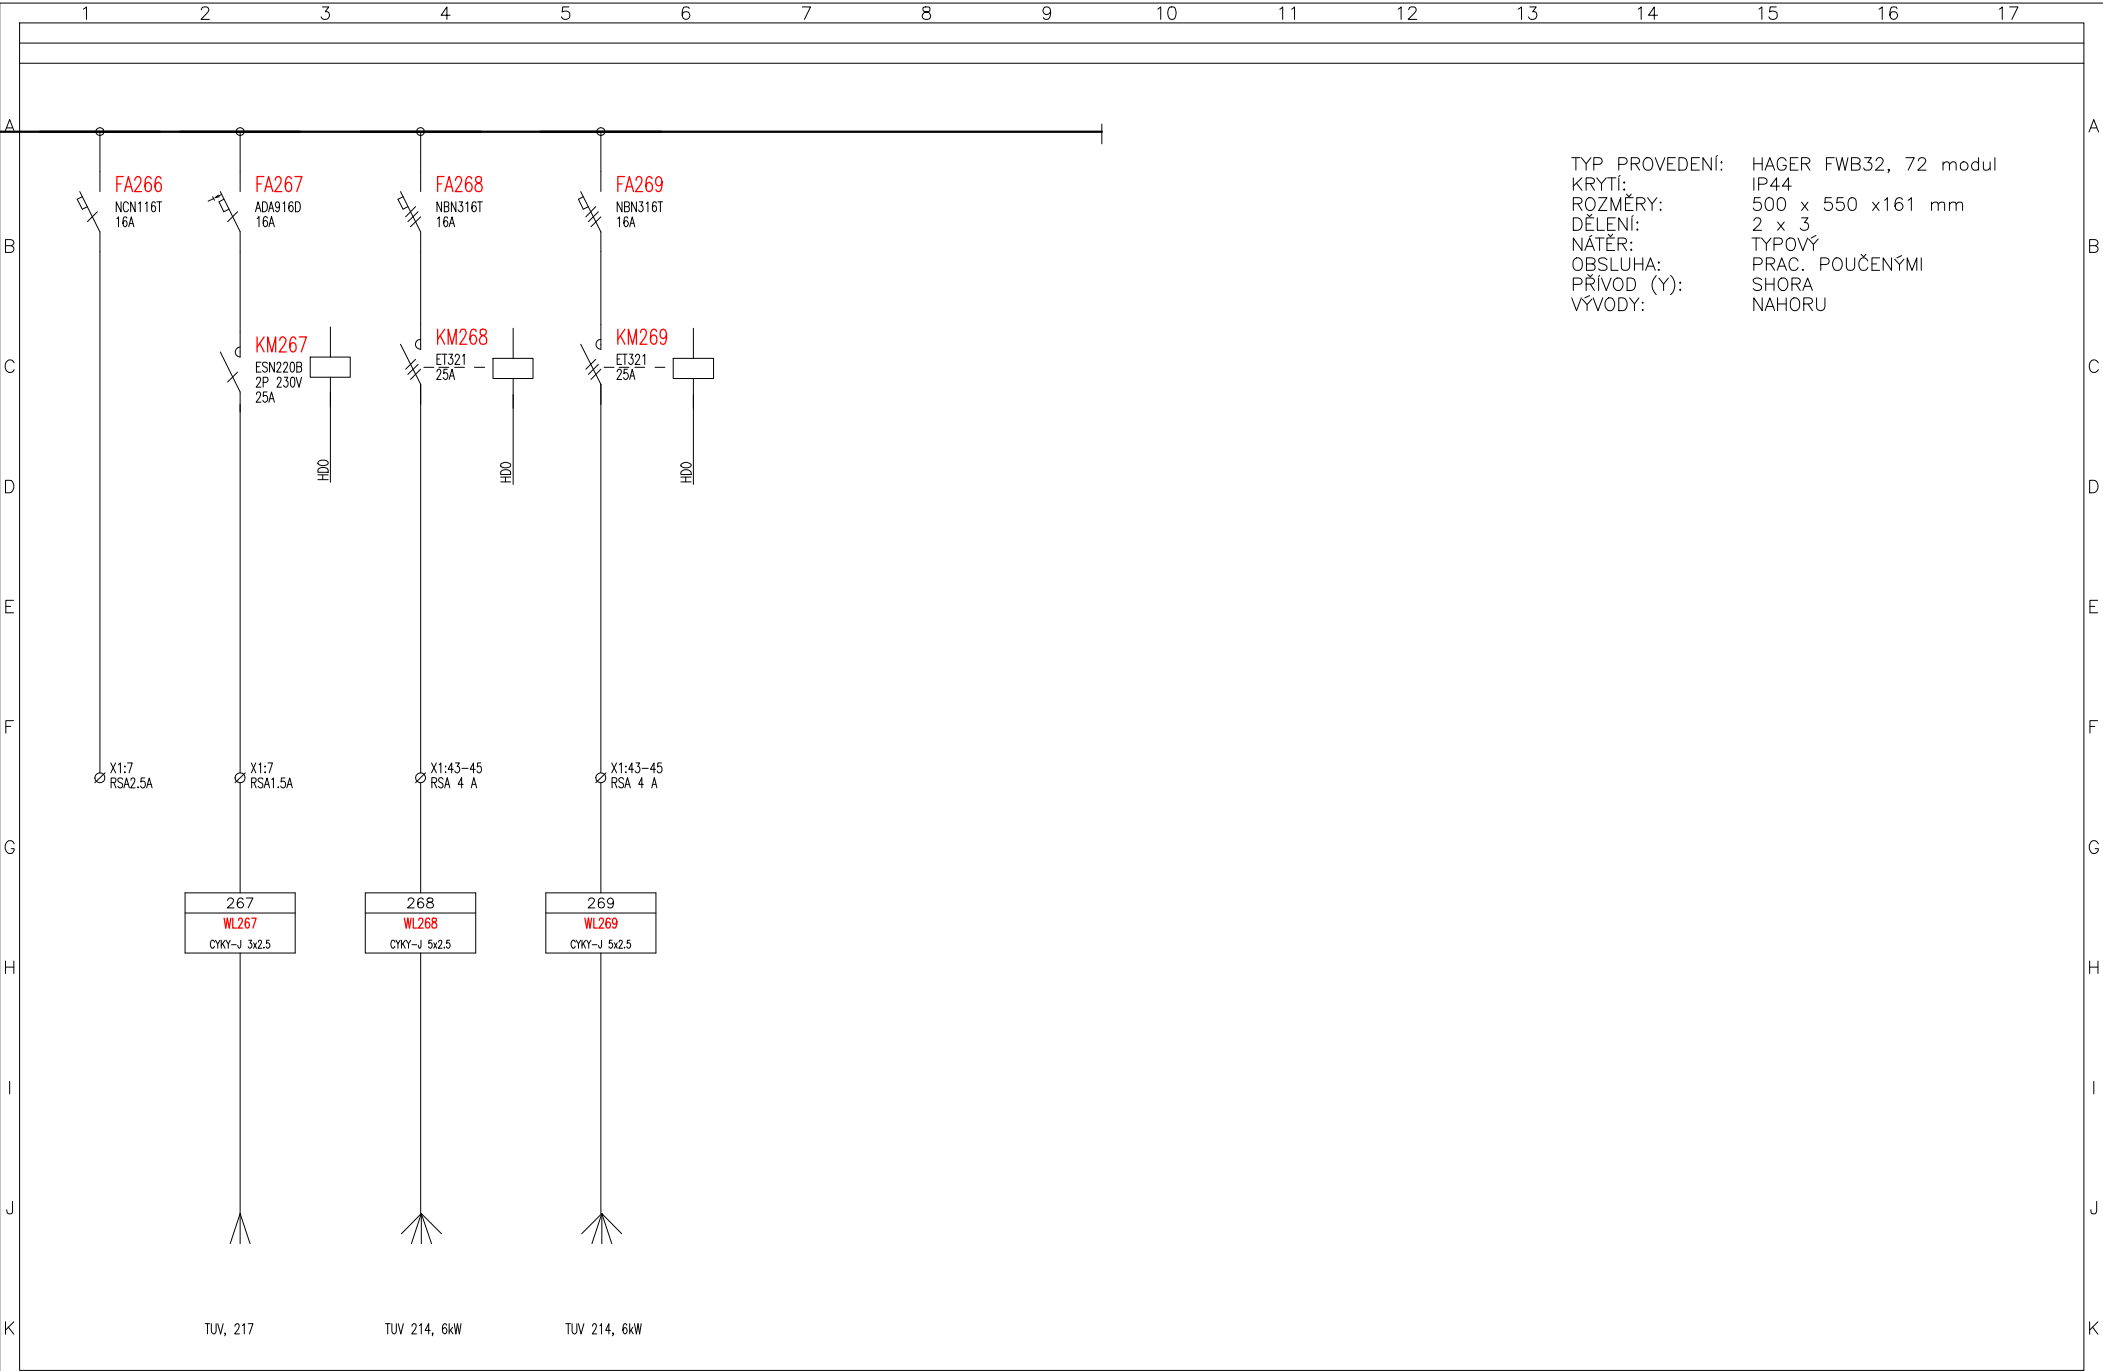 1 2 3 4 5 6 7 8 9 10 11 12 13 14 15 16 17
A A
FA266
NCN116T
16A
FA267
ADA916D
16A
FA268
NBN316T
16A
FA269
NBN316T
16A
TYP PROVEDENÍ: HAGER FWB32, 72 modul
KRYTÍ: IP44
ROZMĚRY: 500 x 550 x161 mm
DĚLENÍ: 2 x 3
NÁTĚR: TYPOVÝ
OBSLUHA: PRAC. POUČENÝMI
PŘÍVOD (Y): SHORA
VÝVODY: NAHORU
B B
KM267
ESN220B
2P 230V
25A
KM268
ET321
25A
KM269
ET321
25A
C C
HDO HDO HDO
D D
E E
F F
X1:7
RSA2.5A
X1:7
RSA1.5A
X1:43-45
RSA 4 A
X1:43-45
RSA 4 A
G G
267
WL267
CYKY-J 3x2.5
268
WL268
CYKY-J 5x2.5
269
WL269
CYKY-J 5x2.5
H H
I I
J J
K K
TUV, 217
TUV 214, 6kW
TUV 214, 6kW